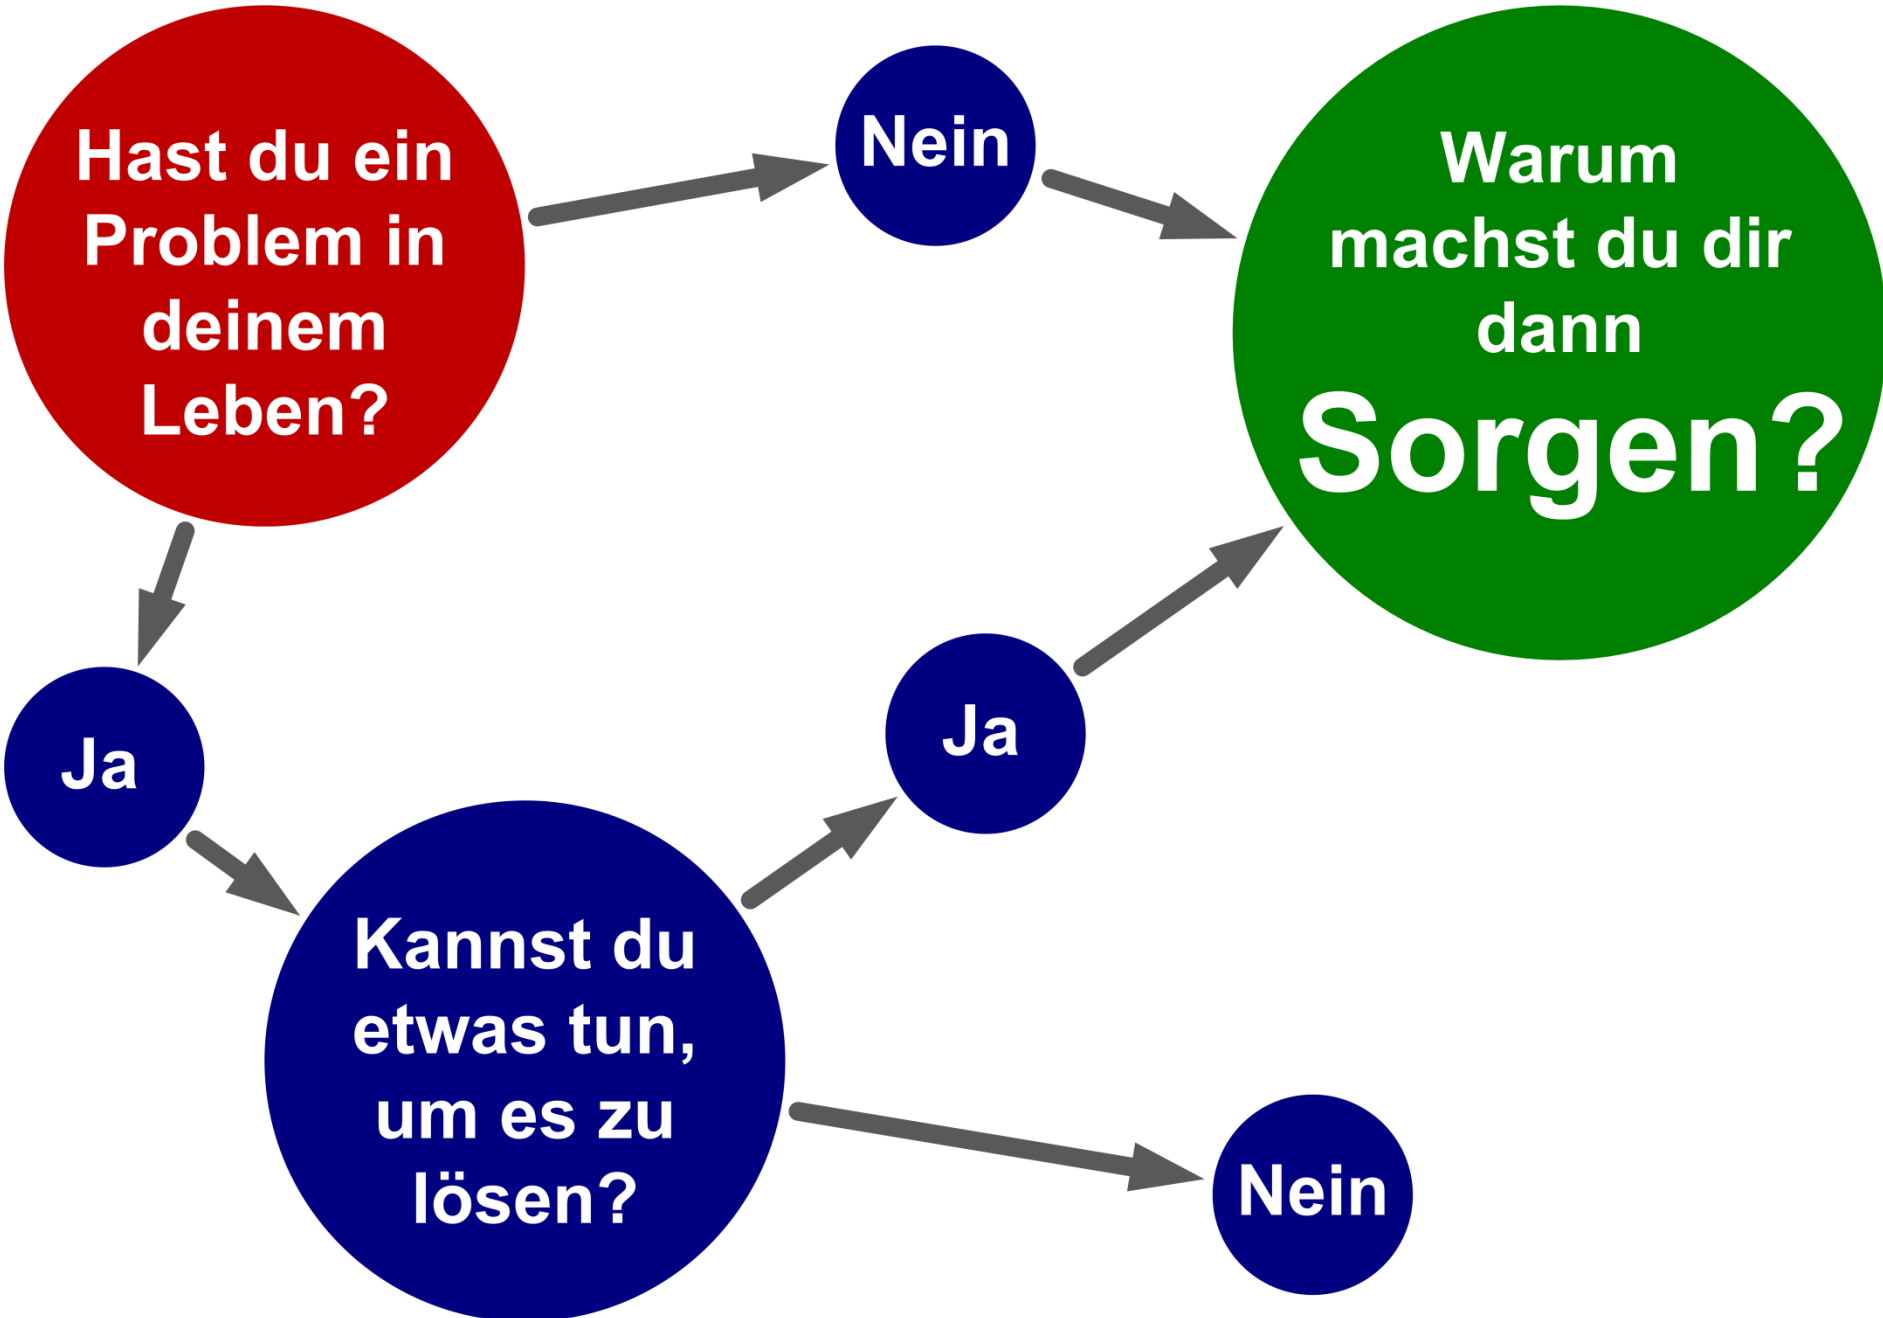 Hast du ein
Problem in
deinem
Leben?
Nein
Warum
machst du dir
dann
Sorgen?
Ja
Ja
Kannst du
etwas tun,
um es zu
lösen?
Nein